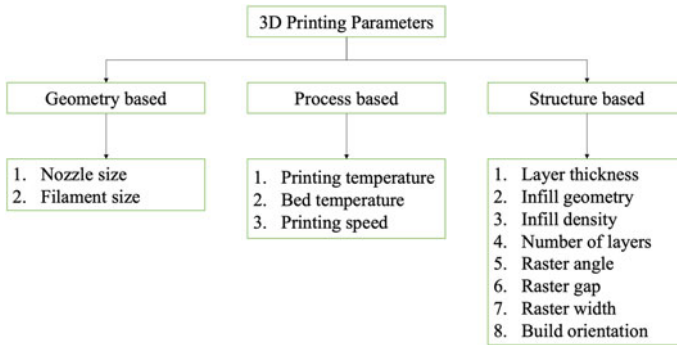 3D Printing Parameters
Geometry based
Process based
Structure based
1. Nozzle size
2. Filament size
1. Printing temperature
2. Bed temperature
3. Printing speed
1. Layer thickness
2. Infill geometry
3. Infill density
4. Number of layers
5. Raster angle
6. Raster gap
7. Raster width
8. Build orientation